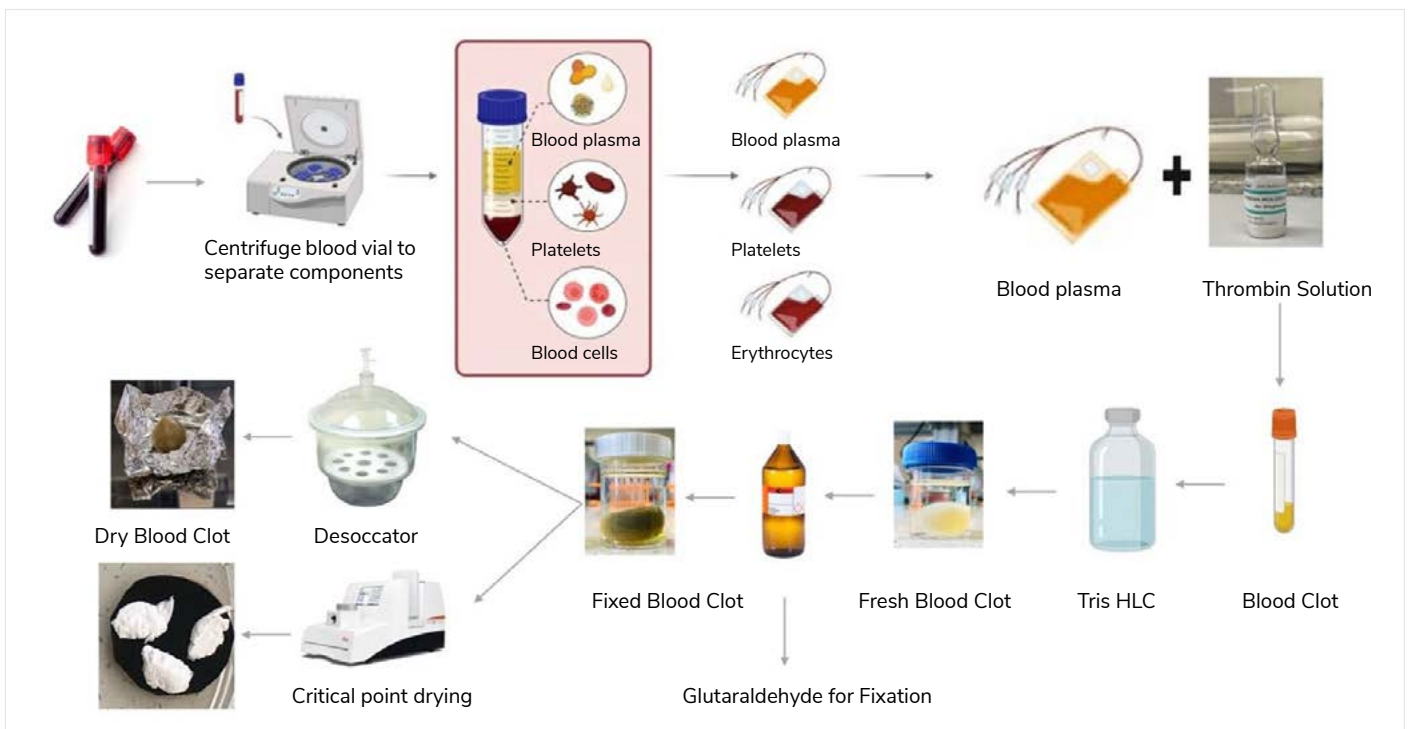 Centrifuge blood vial to
separate components
Blood plasma
Platelets
Blood cells
Blood plasma
Platelets
Erythrocytes
Blood plasma
Thrombin Solution
Blood Clot
Tris HLC
Fresh Blood Clot
Fixed Blood Clot
Glutaraldehyde for Fixation
Desoccator
Dry Blood Clot
Critical point drying